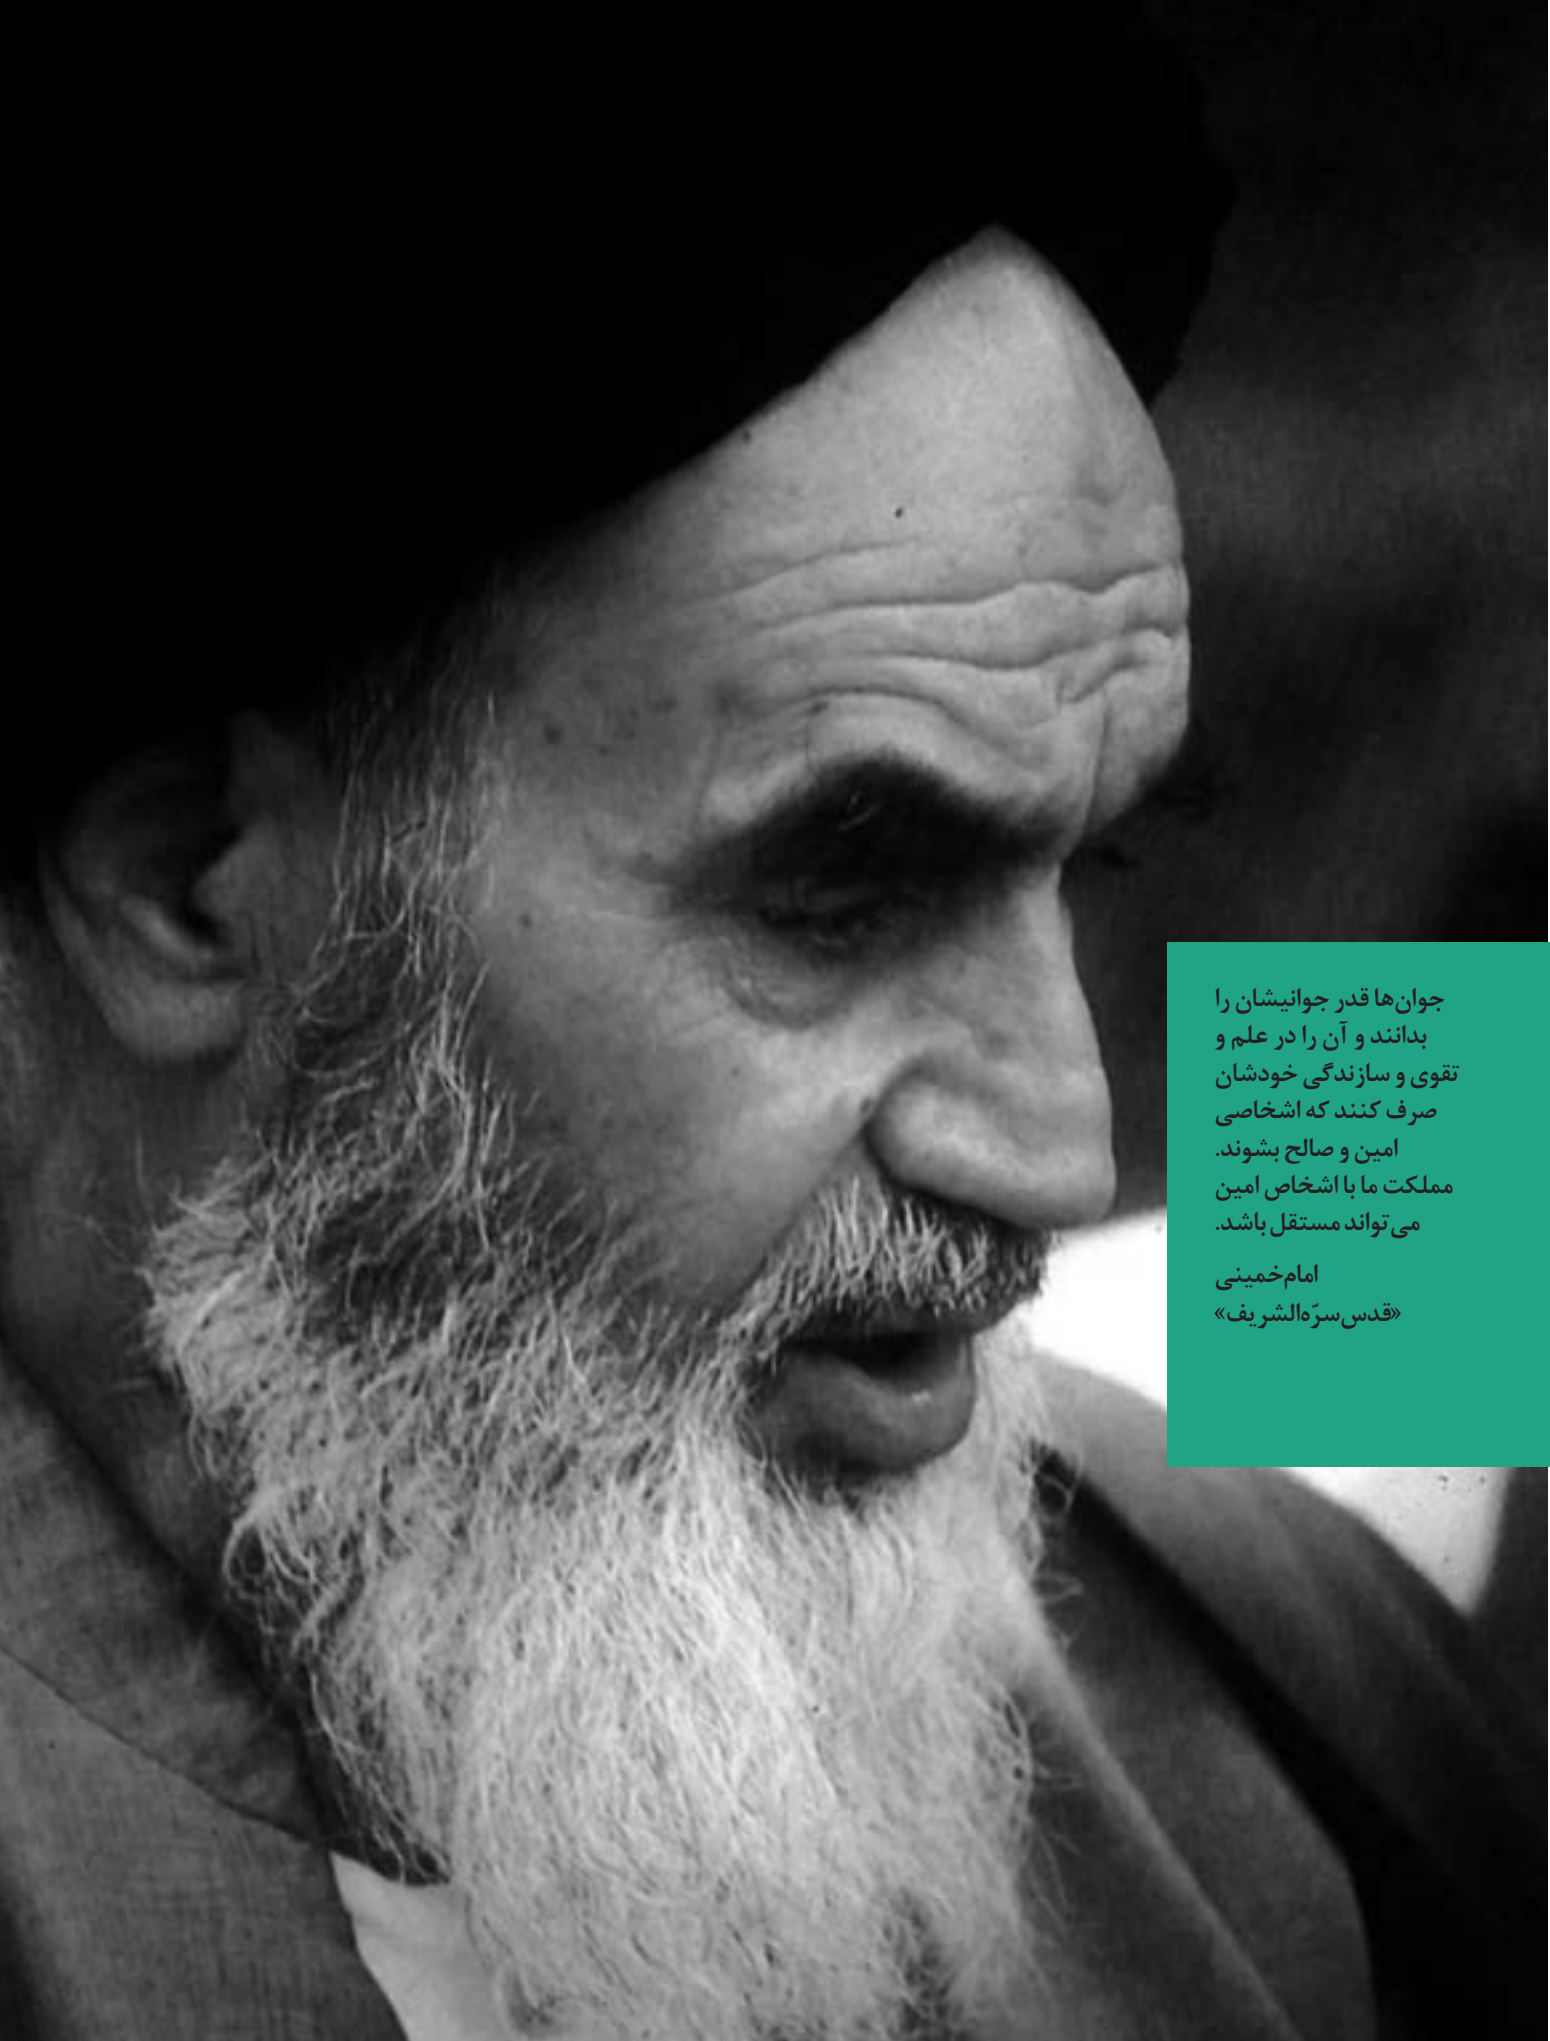 جوان‌ها قدر جوانیشان را
بدانند و آن را در علم و
تقوی و سازندگی خودشان
صرف کنند که اشخاصی
امین و صالح بشوند.
مملکت ما با اشخاص امین
می‌تواند مستقل باشد.
امام‌خمینی
«قدس‌سرّه‌الشریف»